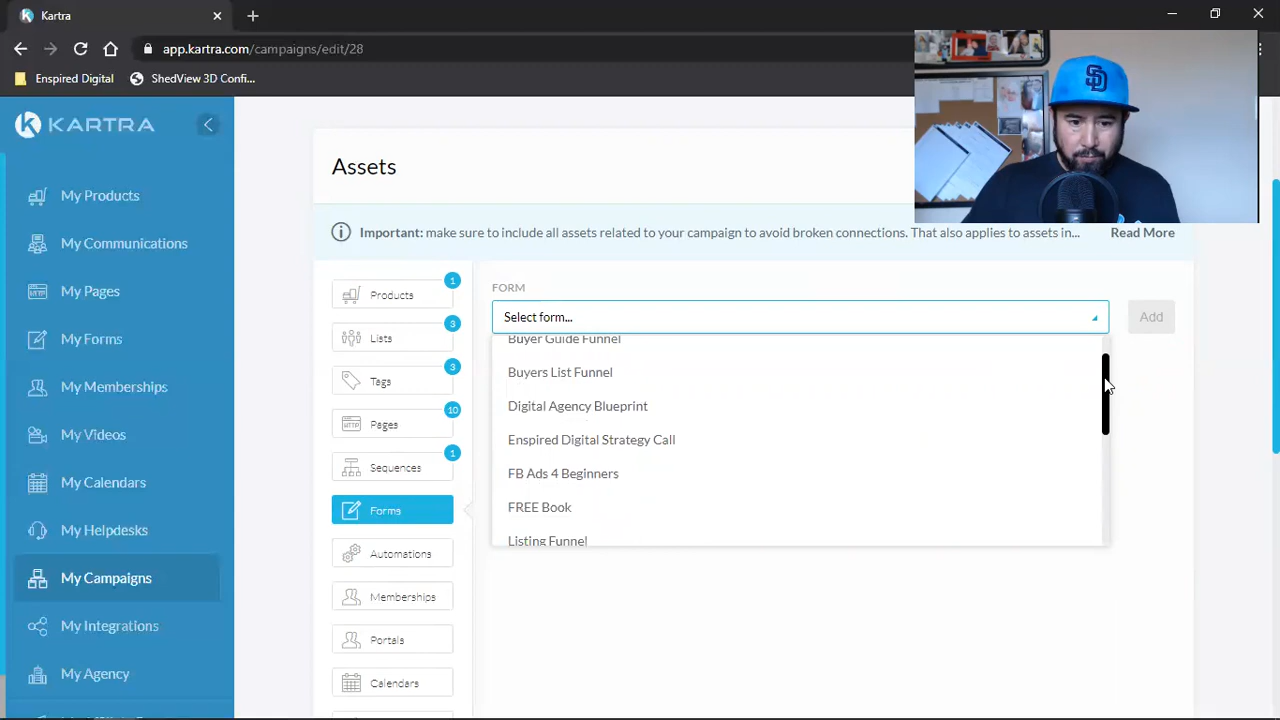 Kartra
app.kartra.com/campaigns/edit/28
Enspired Digital
ShedView 3D Confi...
SD
KARTRA
My Products
My Communications
My Pages
My Forms
My Memberships
My Videos
My Calendars
My Helpdesks
My Campaigns
My Integrations
My Agency
Assets
Important: make sure to include all assets related to your campaign to avoid broken connections. That also applies to assets in...
Read More
Products
1
Lists
3
Tags
3
Pages
10
Sequences
1
Forms
Automations
Memberships
Portals
Calendars
FORM
Select form...
Add
Buyer Guide Funnel
Buyers List Funnel
Digital Agency Blueprint
Enspired Digital Strategy Call
FB Ads 4 Beginners
FREE Book
Listing Funnel